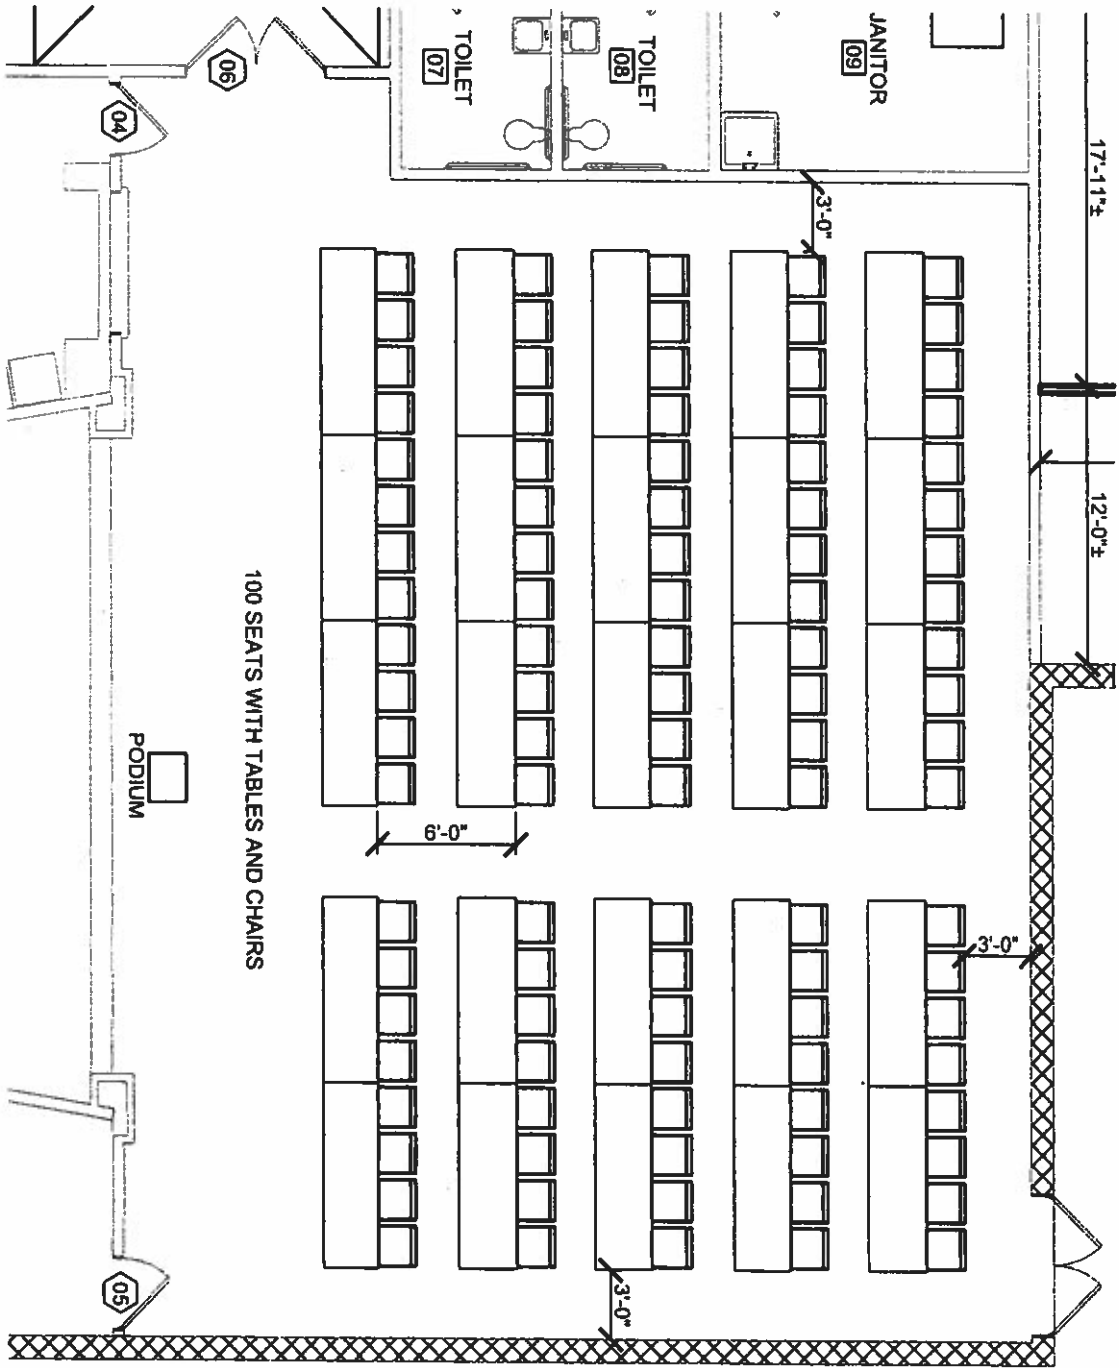 06
04
TOILET
07
TOILET
08
JANITOR
09
17'-11"±
3'-0"
12'-0"±
100 SEATS WITH TABLES AND CHAIRS
PODIUM
6'-0"
3'-0"
3'-0"
05